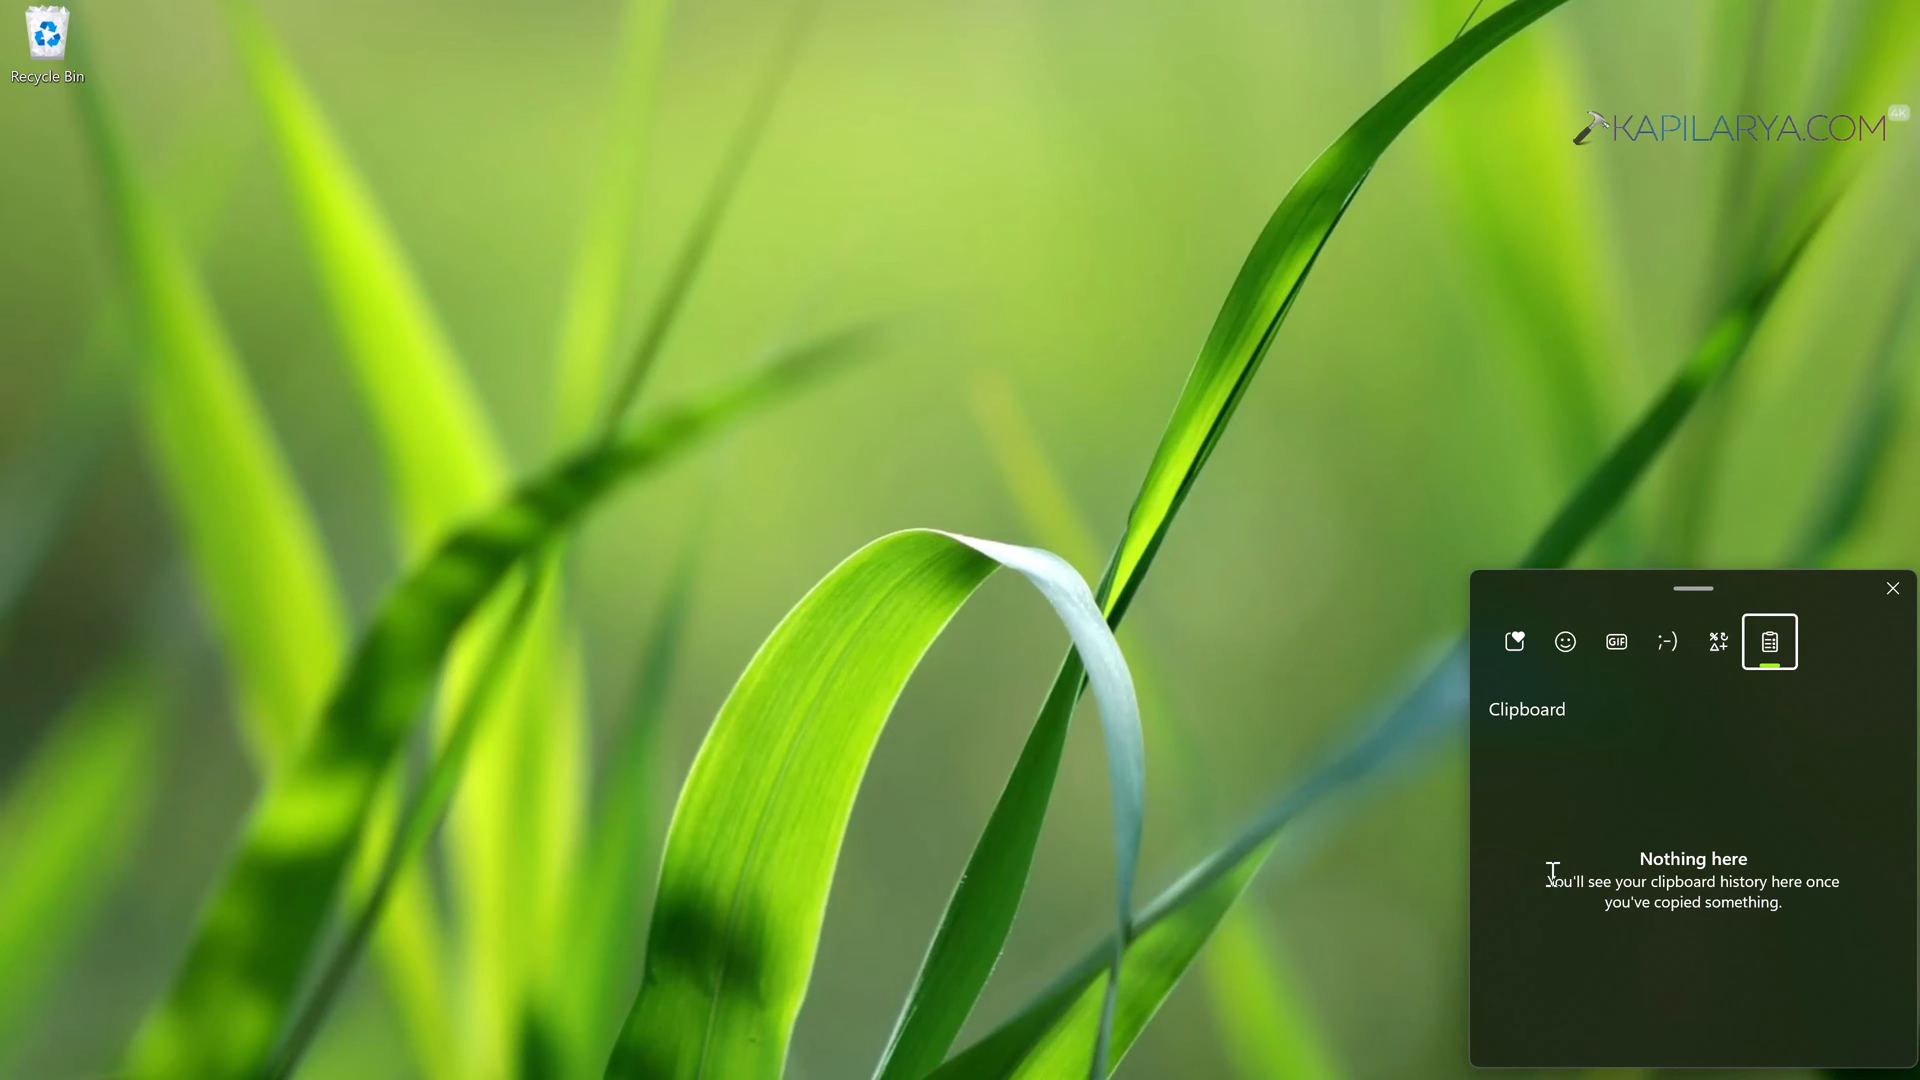 Recycle Bin
KAPILARYA.COM
4K
GIF
;-)
Clipboard
Nothing here
You'll see your clipboard history here once
you've copied something.